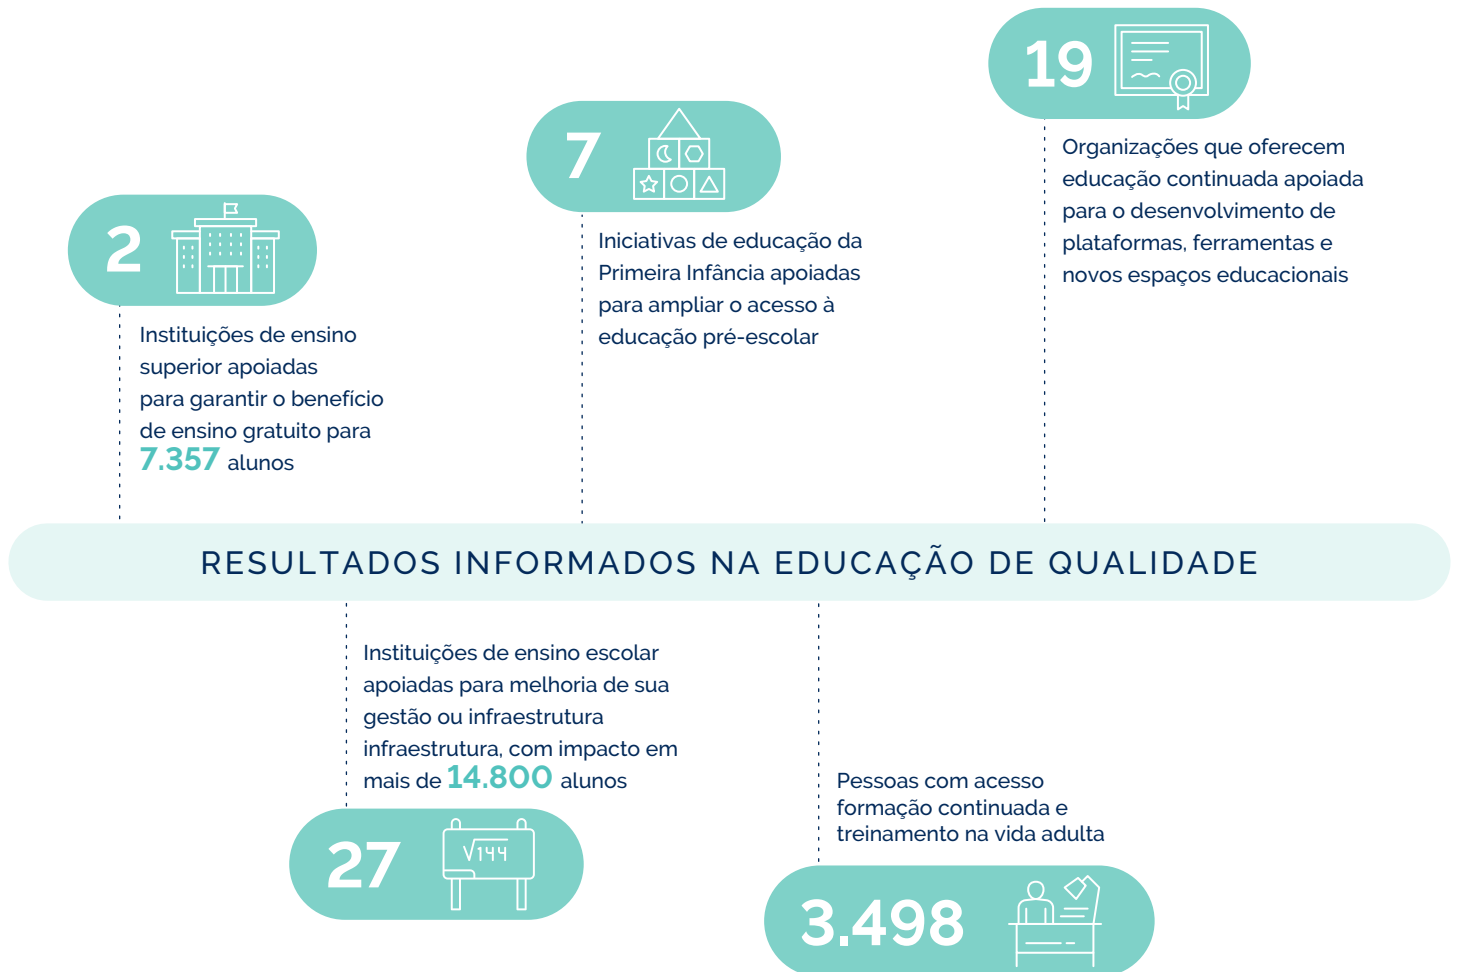 2
Instituições de ensino
superior apoiadas
para garantir o benefício
de ensino gratuito para
7.357 alunos
7
Iniciativas de educação da
Primeira Infância apoiadas
para ampliar o acesso à
educação pré-escolar
19
Organizações que oferecem
educação continuada apoiada
para o desenvolvimento de
plataformas, ferramentas e
novos espaços educacionais
RESULTADOS INFORMADOS NA EDUCAÇÃO DE QUALIDADE
Instituições de ensino escolar
apoiadas para melhoria de sua
gestão ou infraestrutura
infraestrutura, com impacto em
mais de 14.800 alunos
27
√144
Pessoas com acesso
formação continuada e
treinamento na vida adulta
3.498